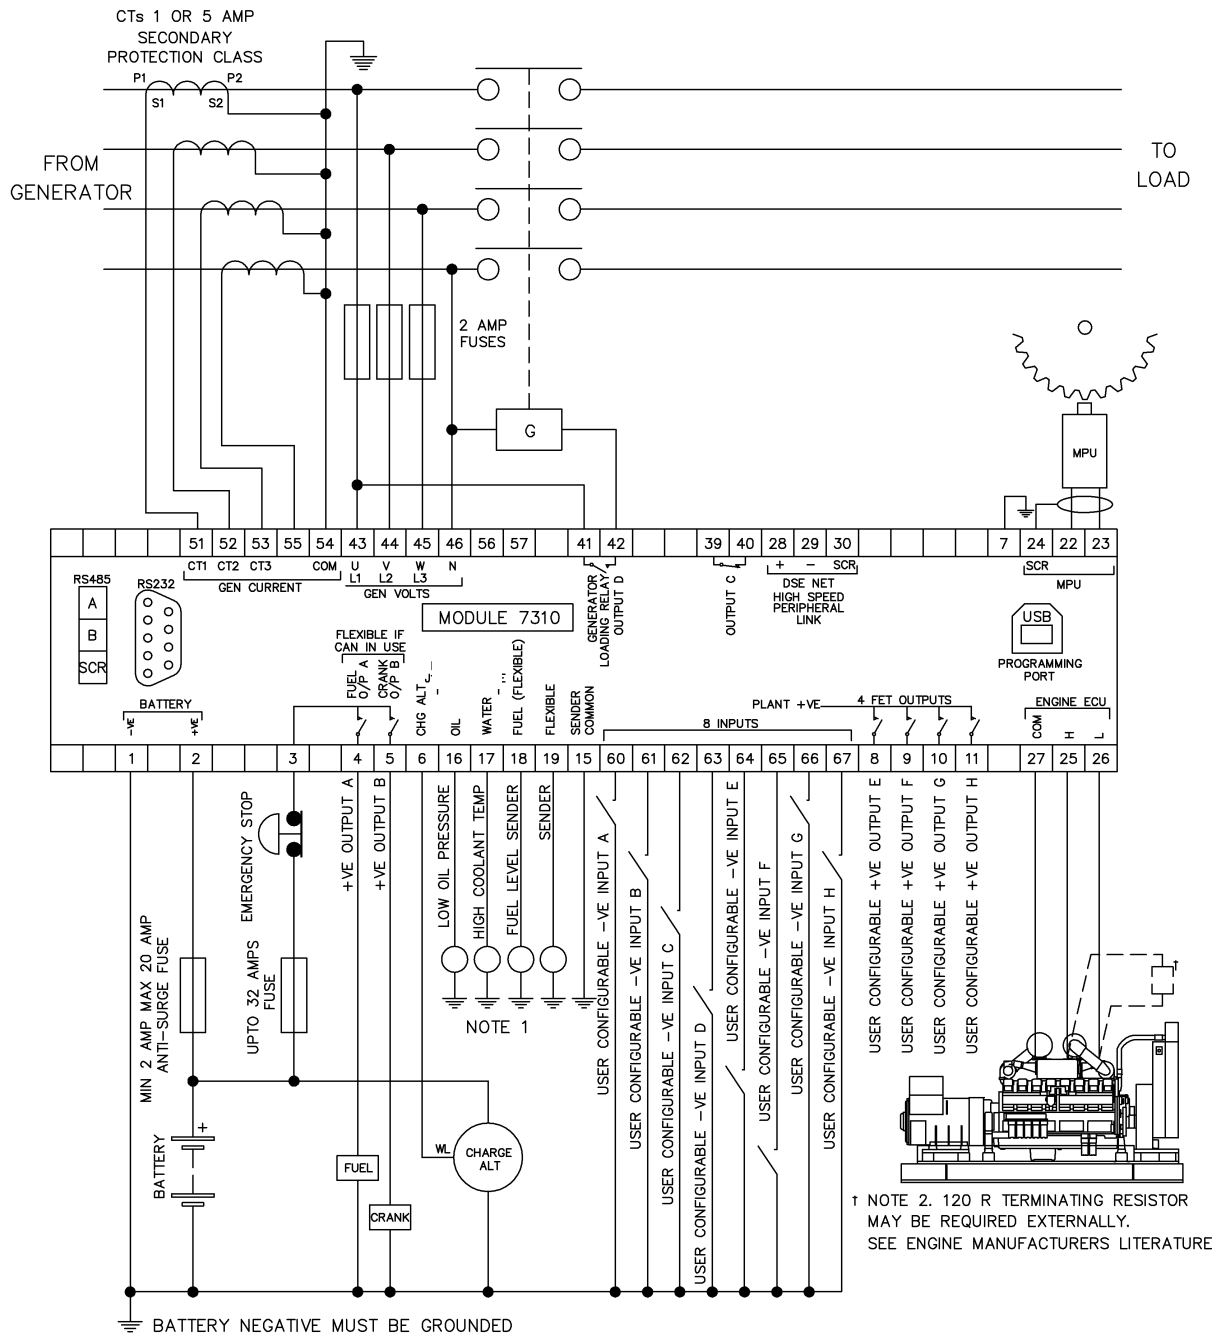 CTs 1 OR 5 AMP
SECONDARY
PROTECTION CLASS
P1
P2
S1
S2
FROM
GENERATOR
TO
LOAD
2 AMP
FUSES
G
MPU
51 52 53 55 54 43 44 45 46 56 57 41 42 39 40 28 29 30 7 24 22 23
CT1 CT2 CT3 COM U V W N
L1 L2 L3
GEN CURRENT
GEN VOLTS
GENERATOR
LOADING RELAY
OUTPUT D
OUTPUT C
+ − SCR
DSE NET
HIGH SPEED
PERIPHERAL
LINK
SCR
MPU
RS485
A
B
SCR
RS232
MODULE 7310
USB
PROGRAMMING
PORT
FLEXIBLE IF
CAN IN USE
FUEL
O/P A
CRANK
O/P B
CHG ALT
OIL
WATER
FUEL (FLEXIBLE)
FLEXIBLE
SENDER
COMMON
BATTERY
-VE
+VE
8 INPUTS
PLANT +VE
4 FET OUTPUTS
ENGINE ECU
COM
H
L
1 2 3 4 5 6 16 17 18 19 15 60 61 62 63 64 65 66 67 8 9 10 11 27 25 26
EMERGENCY STOP
+VE OUTPUT A
+VE OUTPUT B
LOW OIL PRESSURE
HIGH COOLANT TEMP
FUEL LEVEL SENDER
SENDER
USER CONFIGURABLE -VE INPUT A
USER CONFIGURABLE -VE INPUT B
USER CONFIGURABLE -VE INPUT C
USER CONFIGURABLE -VE INPUT D
USER CONFIGURABLE -VE INPUT E
USER CONFIGURABLE -VE INPUT F
USER CONFIGURABLE -VE INPUT G
USER CONFIGURABLE -VE INPUT H
USER CONFIGURABLE +VE OUTPUT E
USER CONFIGURABLE +VE OUTPUT F
USER CONFIGURABLE +VE OUTPUT G
USER CONFIGURABLE +VE OUTPUT H
MIN 2 AMP MAX 20 AMP
ANTI-SURGE FUSE
UPTO 32 AMPS
FUSE
NOTE 1
†
BATTERY
+
WL
CHARGE
ALT
FUEL
CRANK
† NOTE 2. 120 R TERMINATING RESISTOR
MAY BE REQUIRED EXTERNALLY.
SEE ENGINE MANUFACTURERS LITERATURE
BATTERY NEGATIVE MUST BE GROUNDED